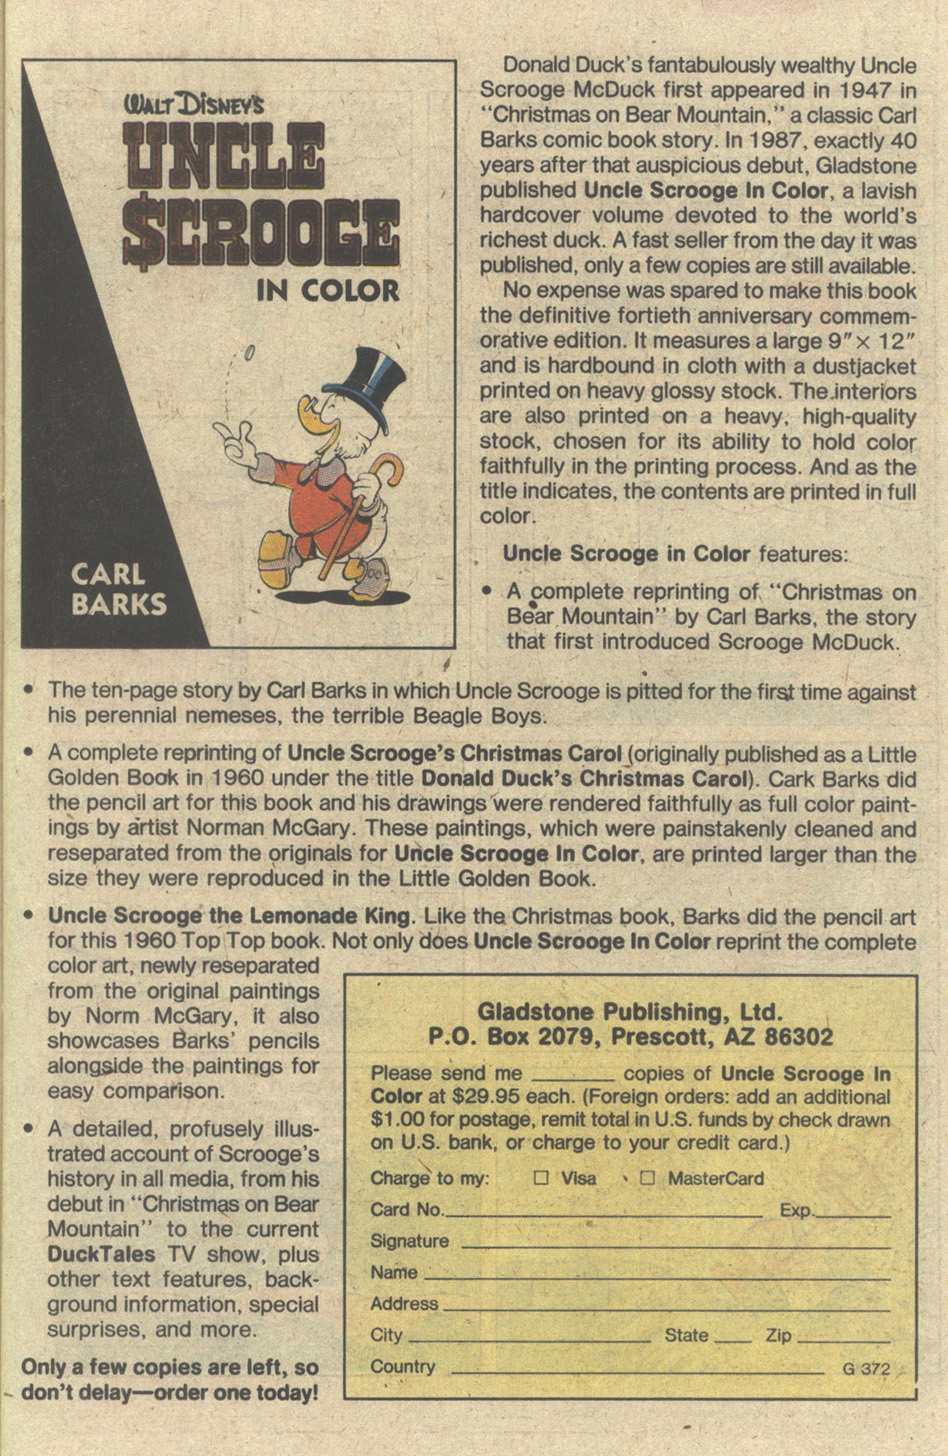 WALT DISNEY'S
UNCLE
$CROOGE
IN COLOR
CARL
BARKS
Donald Duck's fantabulously wealthy Uncle
Scrooge McDuck first appeared in 1947 in
"Christmas on Bear Mountain," a classic Carl
Barks comic book story. In 1987, exactly 40
years after that auspicious debut, Gladstone
published Uncle Scrooge In Color, a lavish
hardcover volume devoted to the world's
richest duck. A fast seller from the day it was
published, only a few copies are still available.
No expense was spared to make this book
the definitive fortieth anniversary commem-
orative edition. It measures a large 9"× 12"
and is hardbound in cloth with a dustjacket
printed on heavy glossy stock. The interiors
are also printed on a heavy, high-quality
stock, chosen for its ability to hold color
faithfully in the printing process. And as the
title indicates, the contents are printed in full
color.
Uncle Scrooge in Color features:
• A complete reprinting of "Christmas on
Bear Mountain" by Carl Barks, the story
that first introduced Scrooge McDuck.
• The ten-page story by Carl Barks in which Uncle Scrooge is pitted for the first time against
his perennial nemeses, the terrible Beagle Boys.
• A complete reprinting of Uncle Scrooge's Christmas Carol (originally published as a Little
Golden Book in 1960 under the title Donald Duck's Christmas Carol). Cark Barks did
the pencil art for this book and his drawings were rendered faithfully as full color paint-
ings by artist Norman McGary. These paintings, which were painstakenly cleaned and
reseparated from the originals for Uncle Scrooge In Color, are printed larger than the
size they were reproduced in the Little Golden Book.
• Uncle Scrooge the Lemonade King. Like the Christmas book, Barks did the pencil art
for this 1960 Top Top book. Not only does Uncle Scrooge In Color reprint the complete
color art, newly reseparated
from the original paintings
by Norm McGary, it also
showcases Barks' pencils
alongside the paintings for
easy comparison.
• A detailed, profusely illus-
trated account of Scrooge's
history in all media, from his
debut in "Christmas on Bear
Mountain" to the current
DuckTales TV show, plus
other text features, back-
ground information, special
surprises, and more.
Only a few copies are left, so
don't delay—order one today!
Gladstone Publishing, Ltd.
P.O. Box 2079, Prescott, AZ 86302
Please send me ______ copies of Uncle Scrooge In
Color at $29.95 each. (Foreign orders: add an additional
$1.00 for postage, remit total in U.S. funds by check drawn
on U.S. bank, or charge to your credit card.)
Charge to my: □ Visa □ MasterCard
Card No. ______ Exp. ______
Signature ______
Name ______
Address ______
City ______ State ____ Zip ______
Country ______ G 372